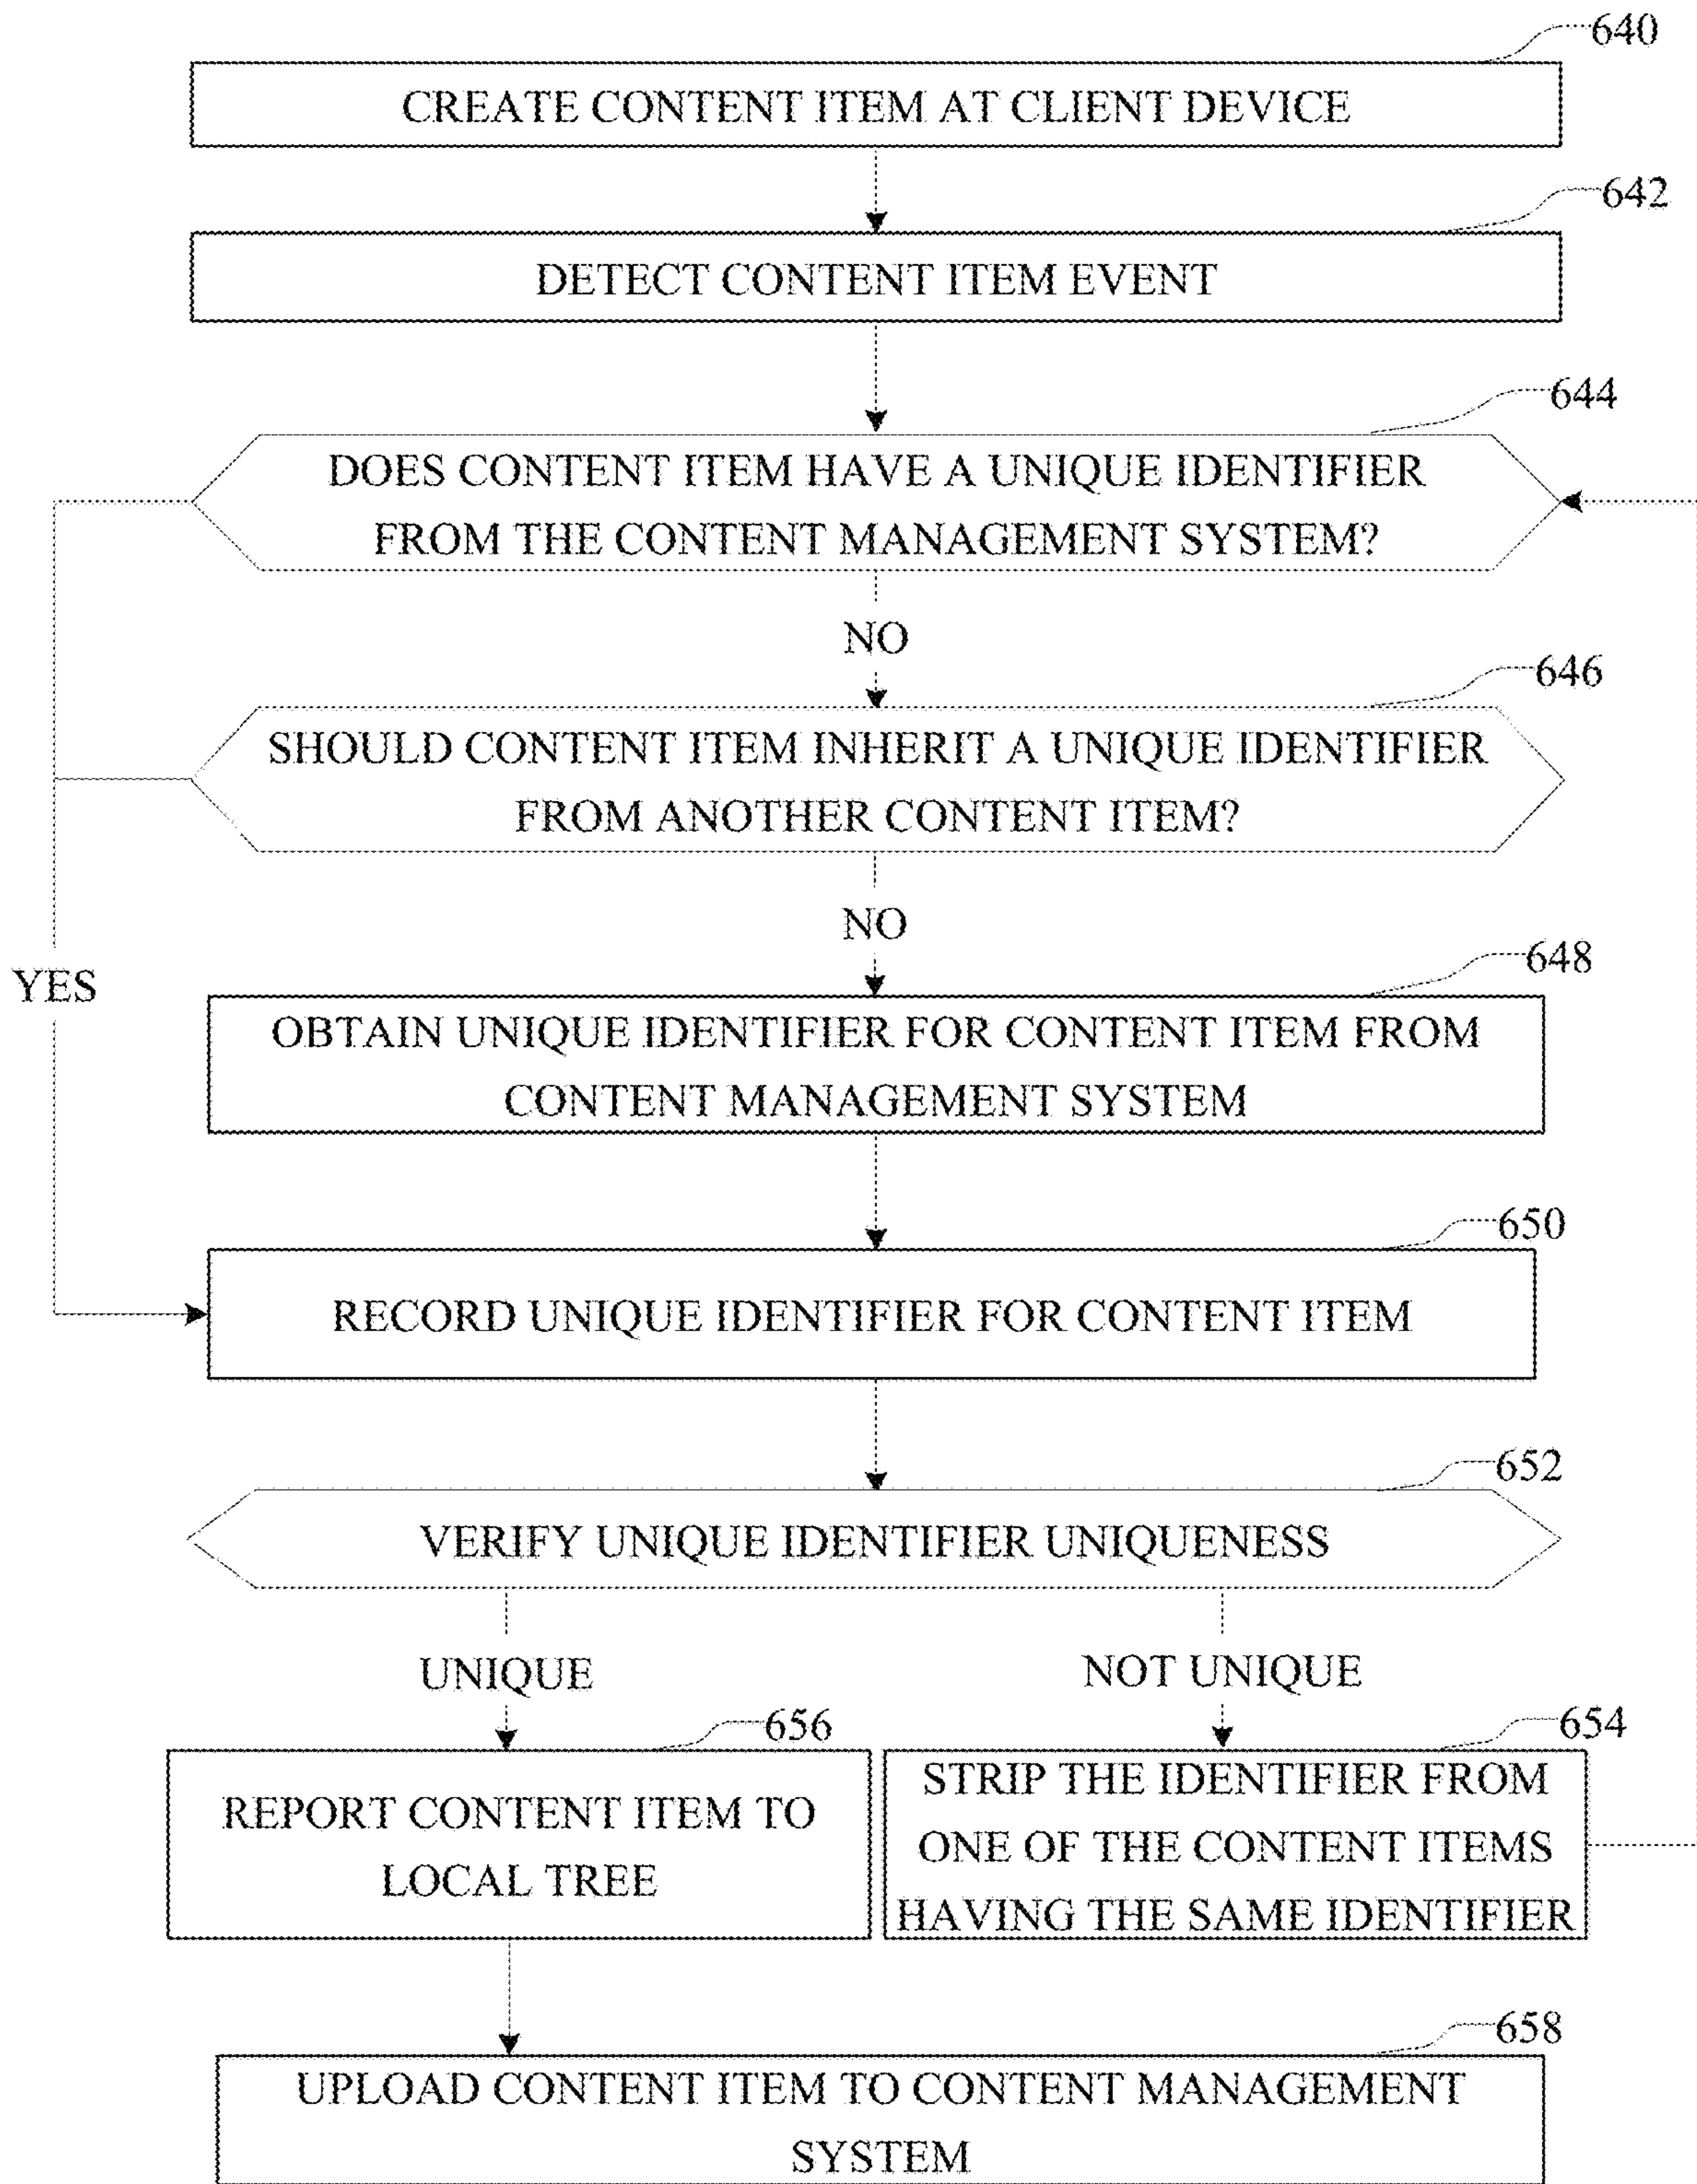 640
CREATE CONTENT ITEM AT CLIENT DEVICE
642
DETECT CONTENT ITEM EVENT
644
DOES CONTENT ITEM HAVE A UNIQUE IDENTIFIER
FROM THE CONTENT MANAGEMENT SYSTEM?
NO
646
SHOULD CONTENT ITEM INHERIT A UNIQUE IDENTIFIER
FROM ANOTHER CONTENT ITEM?
NO
YES
648
OBTAIN UNIQUE IDENTIFIER FOR CONTENT ITEM FROM
CONTENT MANAGEMENT SYSTEM
650
RECORD UNIQUE IDENTIFIER FOR CONTENT ITEM
652
VERIFY UNIQUE IDENTIFIER UNIQUENESS
UNIQUE
NOT UNIQUE
656
REPORT CONTENT ITEM TO
LOCAL TREE
654
STRIP THE IDENTIFIER FROM
ONE OF THE CONTENT ITEMS
HAVING THE SAME IDENTIFIER
658
UPLOAD CONTENT ITEM TO CONTENT MANAGEMENT
SYSTEM